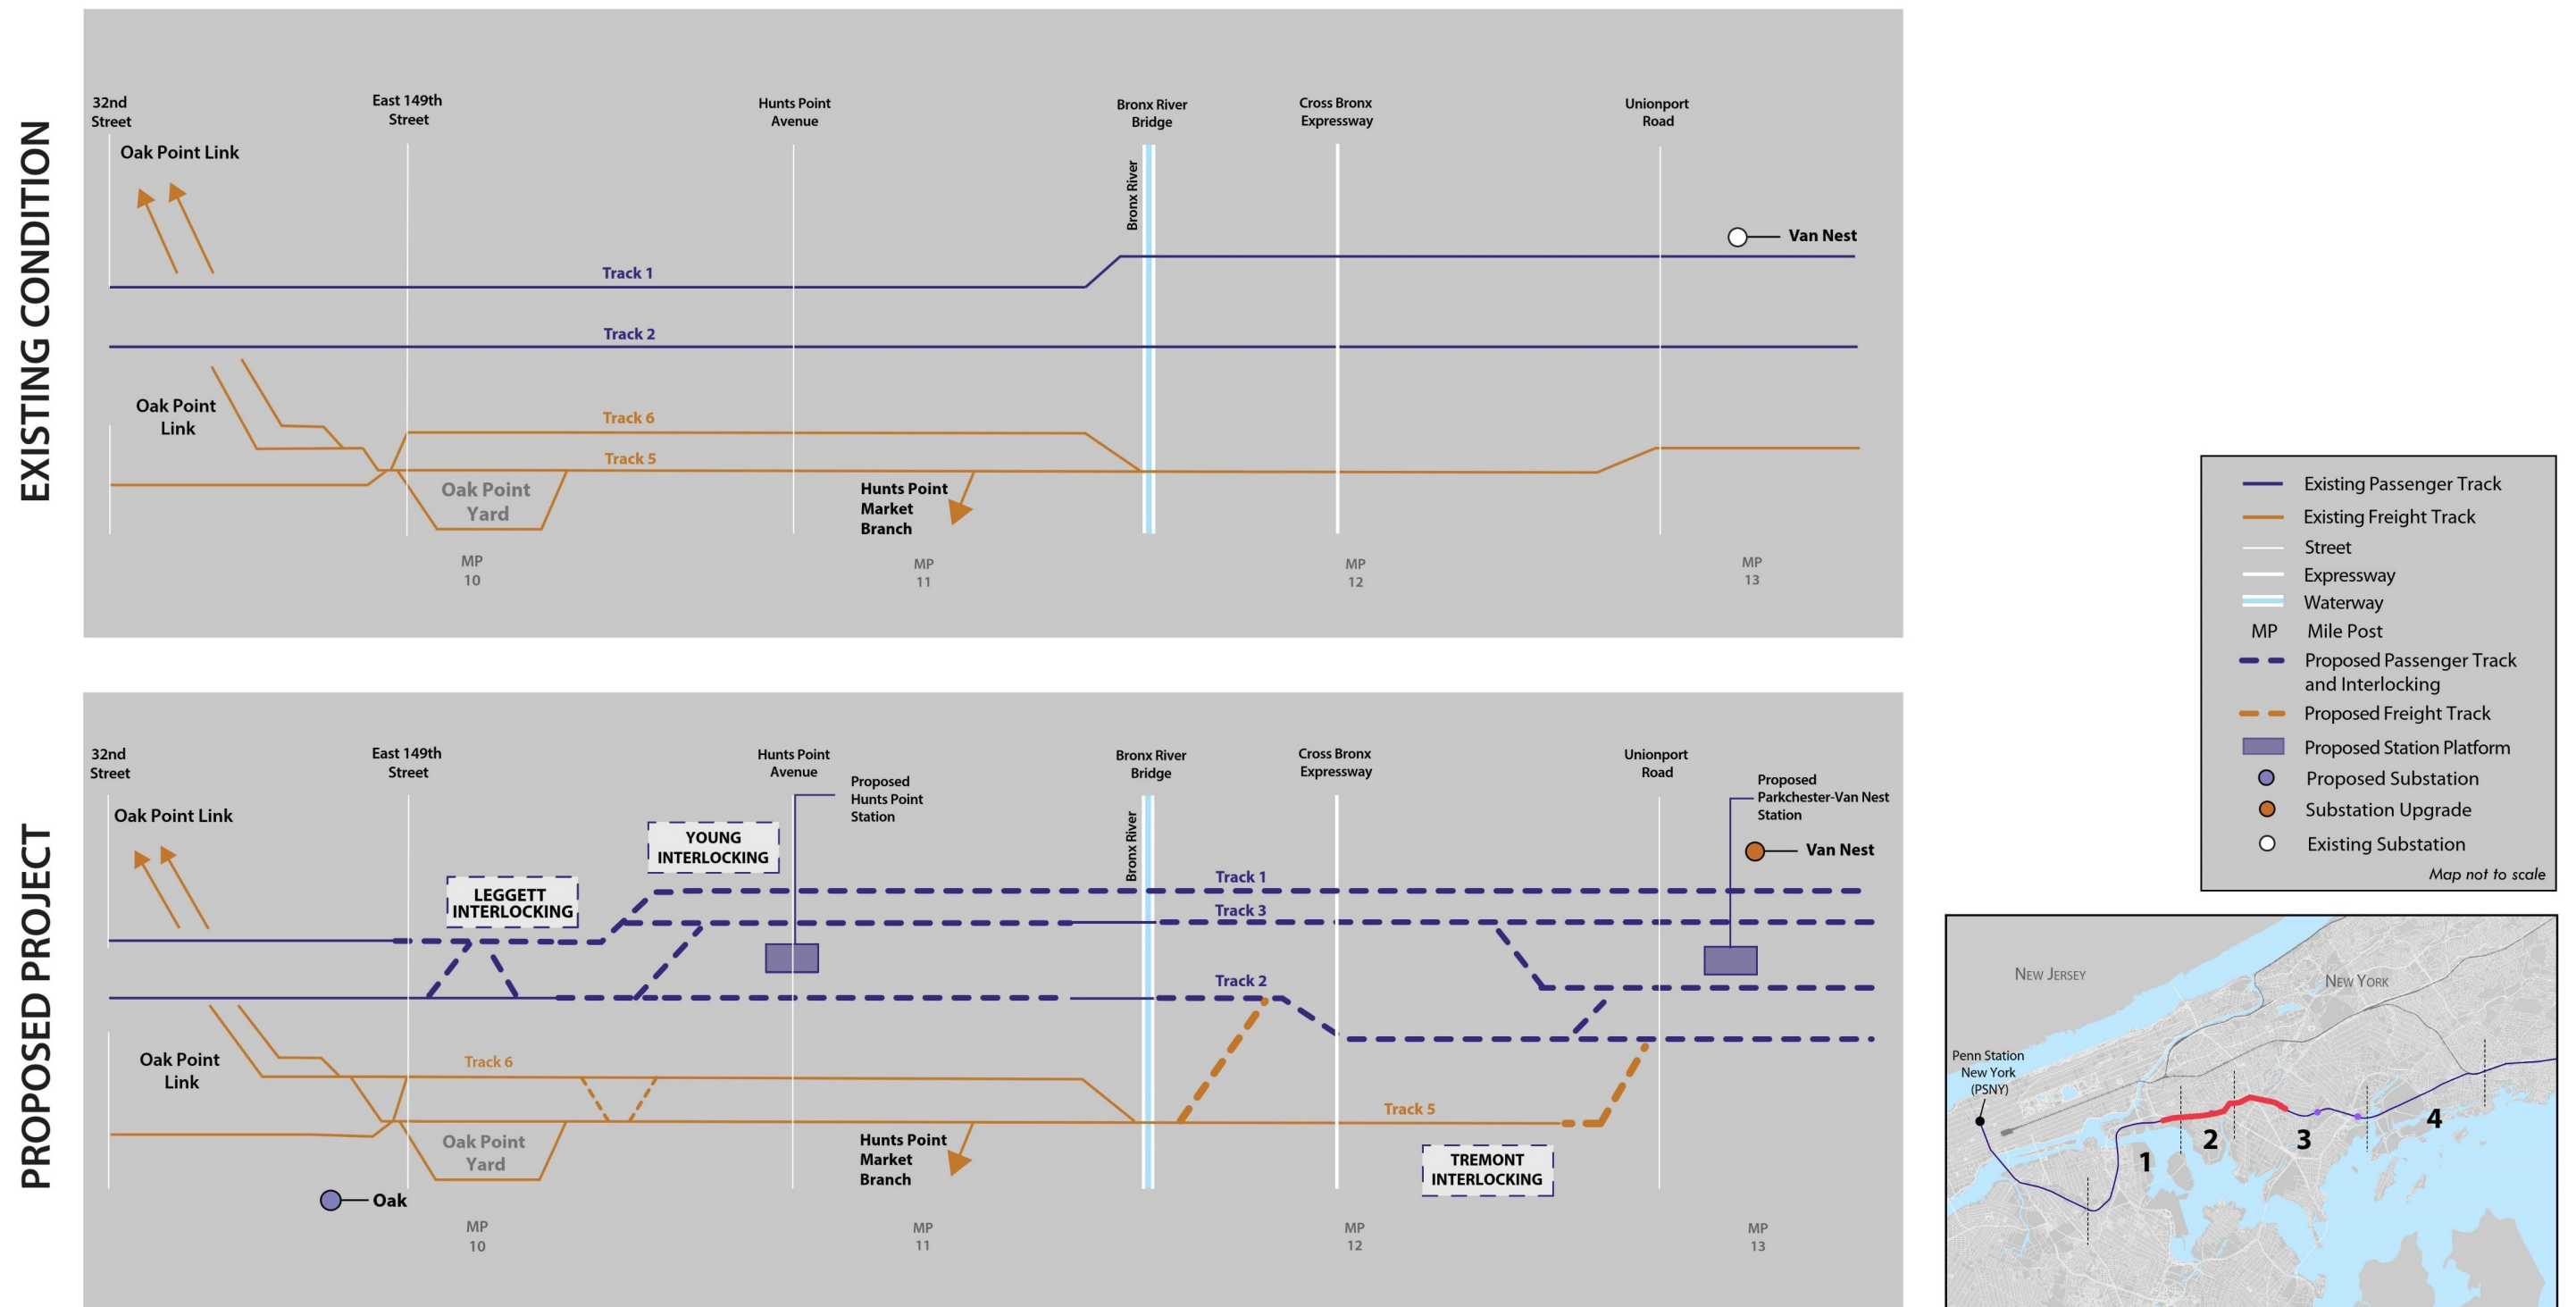 EXISTING CONDITION
32nd
Street
East 149th
Street
Hunts Point
Avenue
Bronx River
Bridge
Cross Bronx
Expressway
Unionport
Road
Oak Point Link
Bronx River
Van Nest
Track 1
Track 2
Oak Point
Link
Track 6
Track 5
Oak Point
Yard
Hunts Point
Market
Branch
MP
10
MP
11
MP
12
MP
13
Existing Passenger Track
Existing Freight Track
Street
Expressway
Waterway
MP Mile Post
Proposed Passenger Track
and Interlocking
Proposed Freight Track
Proposed Station Platform
Proposed Substation
Substation Upgrade
Existing Substation
Map not to scale
PROPOSED PROJECT
32nd
Street
East 149th
Street
Hunts Point
Avenue
Proposed
Hunts Point
Station
Bronx River
Bridge
Cross Bronx
Expressway
Unionport
Road
Proposed
Parkchester-Van Nest
Station
Oak Point Link
YOUNG
INTERLOCKING
LEGGETT
INTERLOCKING
Bronx River
Van Nest
Track 1
Track 3
Track 2
Oak Point
Link
Track 6
Track 5
Oak Point
Yard
Hunts Point
Market
Branch
TREMONT
INTERLOCKING
Oak
MP
10
MP
11
MP
12
MP
13
NEW JERSEY
NEW YORK
Penn Station
New York
(PSNY)
1
2
3
4